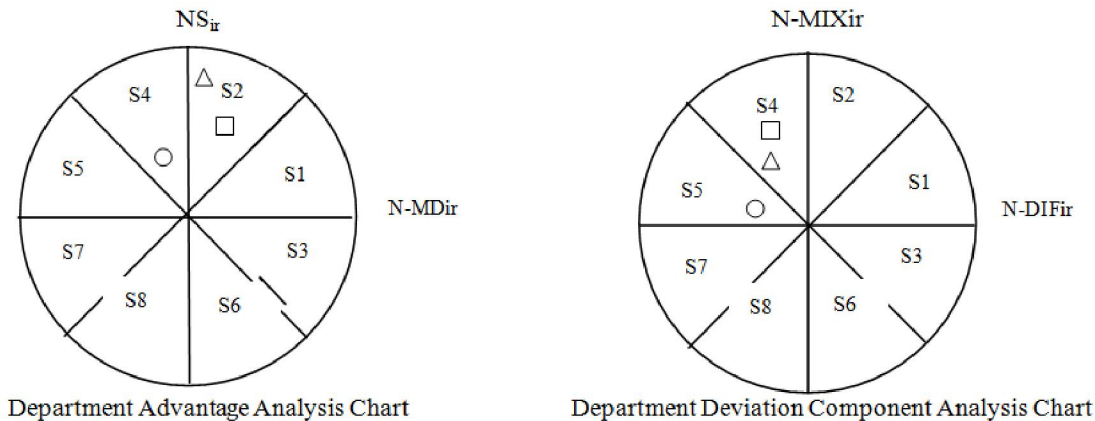 NSir
S4 S2
S5 S1
N-MDir
S7 S3
S8 S6
Department Advantage Analysis Chart
N-MIXir
S2
S4
S5 S1
N-DIFir
S7 S3
S8 S6
Department Deviation Component Analysis Chart